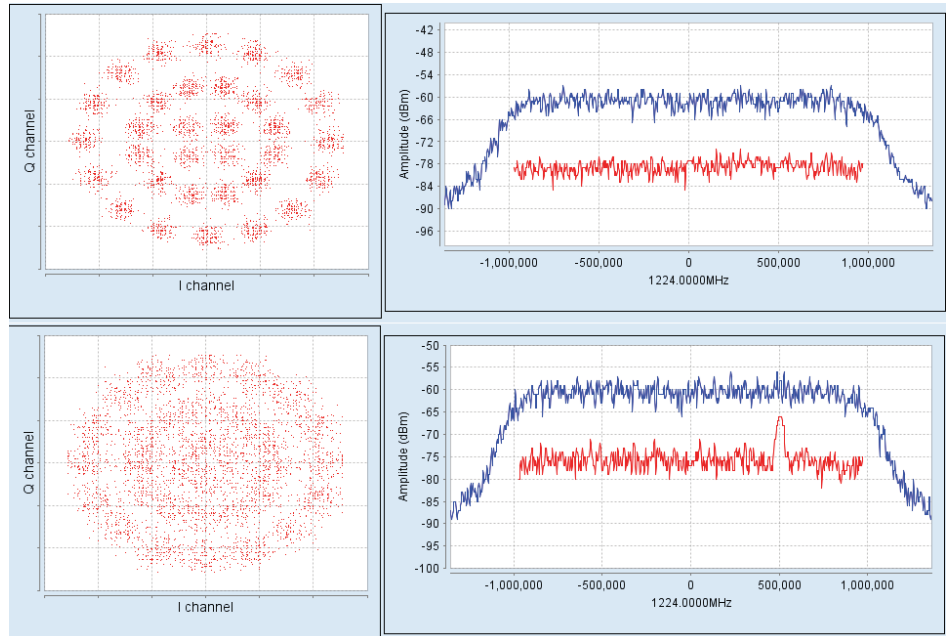 Q channel
I channel
Amplitude (dBm)
-42
-48
-54
-60
-66
-72
-78
-84
-90
-96
-1,000,000 -500,000 0 500,000 1,000,000
1224.0000MHz
Q channel
I channel
Amplitude (dBm)
-50
-55
-60
-65
-70
-75
-80
-85
-90
-95
-100
-1,000,000 -500,000 0 500,000 1,000,000
1224.0000MHz